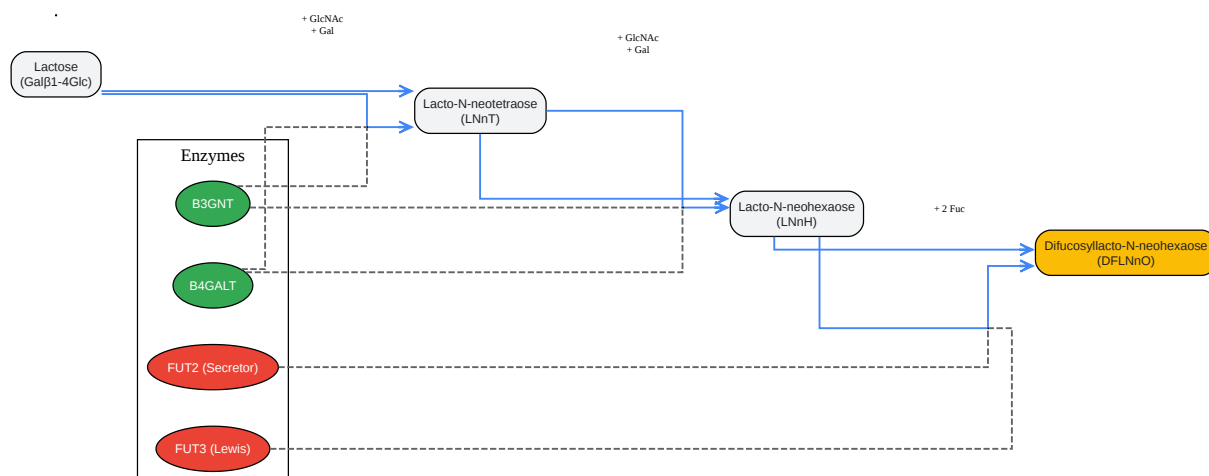 .
+ GlcNAc
+ Gal
+ GlcNAc
+ Gal
Lactose
(Galβ1-4Glc)
Lacto-N-neotetraose
(LNnT)
Enzymes
B3GNT
Lacto-N-neohexaose
(LNnH)
+ 2 Fuc
Difucosyllacto-N-neohexaose
(DFLNnO)
B4GALT
FUT2 (Secretor)
FUT3 (Lewis)